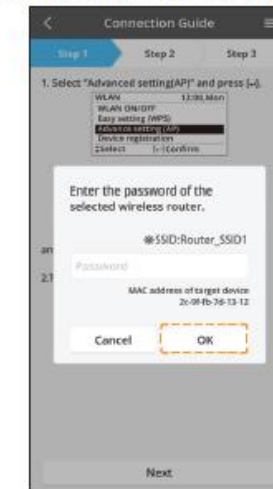 Connection Guide
Step 1 Step 2 Step 3
1. Select "Advanced setting(AP)" and press [↵].
WLAN 13:00,Mon
WLAN ON/OFF
Easy setting (WPS)
Advance setting (AP)
Device registration
Select [↵]Confirm
Enter the password of the
selected wireless router.
※SSID:Router_SSID1
an
Password
2.T
MAC address of target device
2c-9f-fb-7d-13-12
Cancel OK
Next